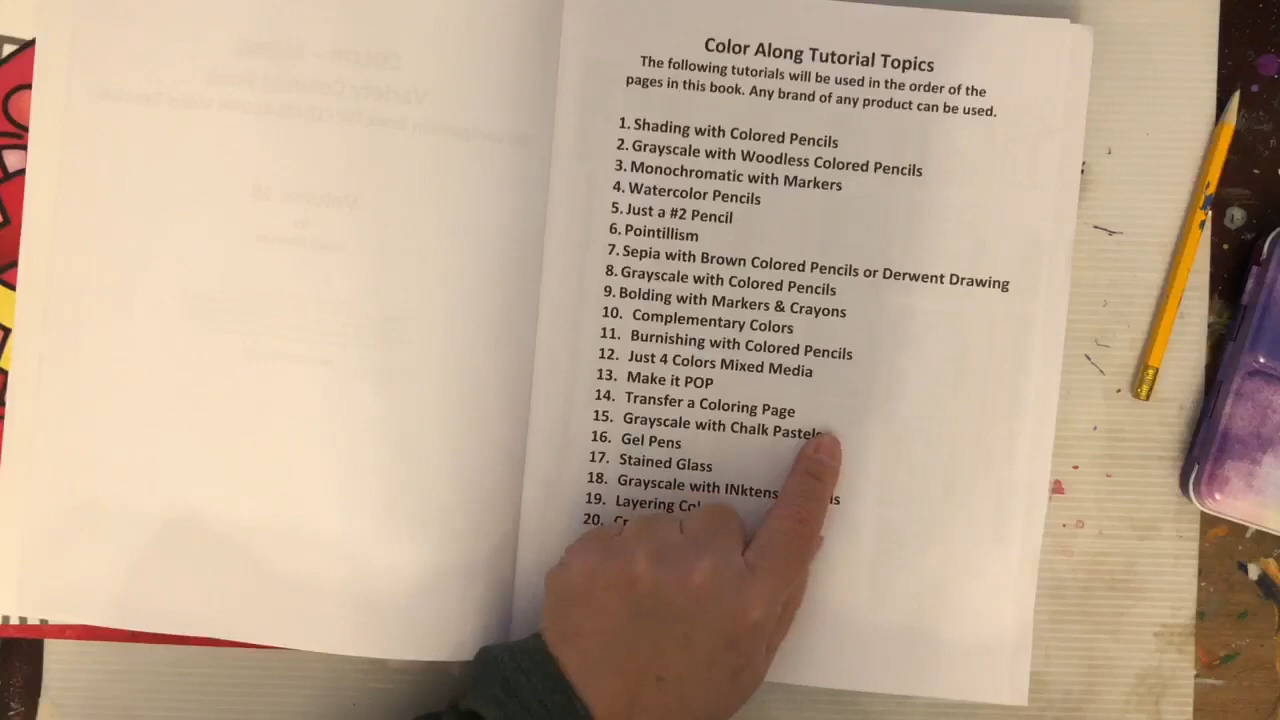 Color Along Tutorial Topics
The following tutorials will be used in the order of the
pages in this book. Any brand of any product can be used.
1. Shading with Colored Pencils
2. Grayscale with Woodless Colored Pencils
3. Monochromatic with Markers
4. Watercolor Pencils
5. Just a #2 Pencil
6. Pointillism
7. Sepia with Brown Colored Pencils or Derwent Drawing
8. Grayscale with Colored Pencils
9. Bolding with Markers & Crayons
10. Complementary Colors
11. Burnishing with Colored Pencils
12. Just 4 Colors Mixed Media
13. Make it POP
14. Transfer a Coloring Page
15. Grayscale with Chalk Pastels
16. Gel Pens
17. Stained Glass
18. Grayscale with INktens
19. Layering
20.